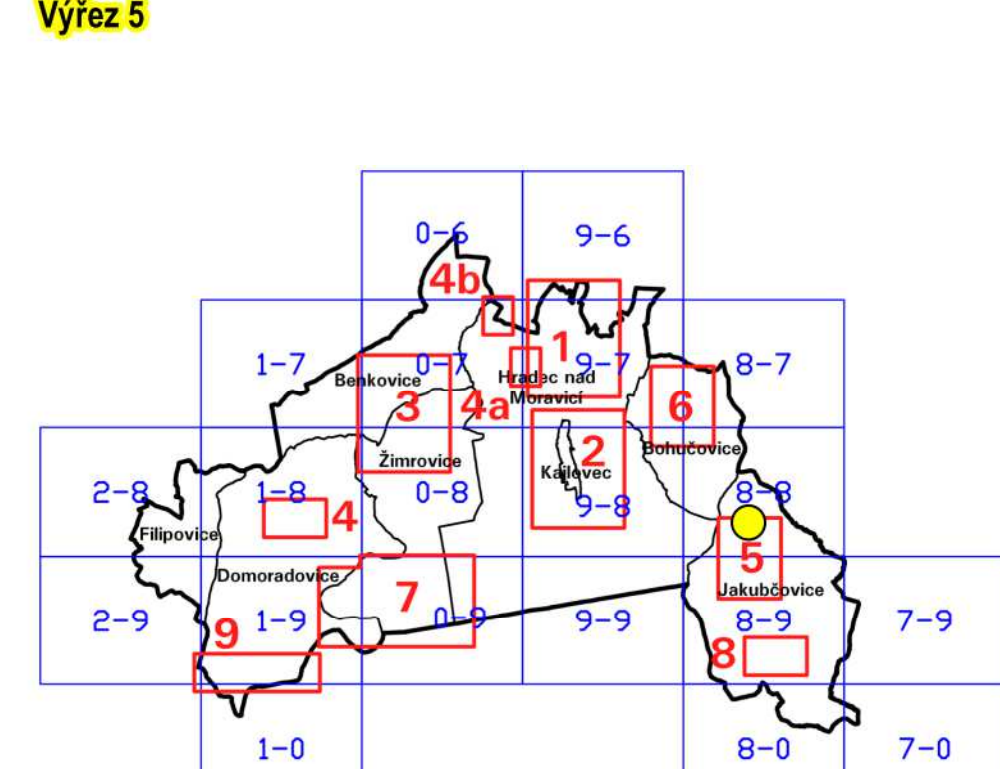 Výřez 5
0-6
9-6
4b
1-7
0-7
1
9-7
8-7
Benkovice
Hradec nad
Moravicí
3
4a
6
Bohučovice
Žimrovice
2
Kajlovec
2-8
1-8
0-8
9-8
8-8
4
Filipovice
5
Domoradovice
Jakubčovice
7
2-9
9
1-9
0-9
9-9
8-9
7-9
8
1-0
8-0
7-0